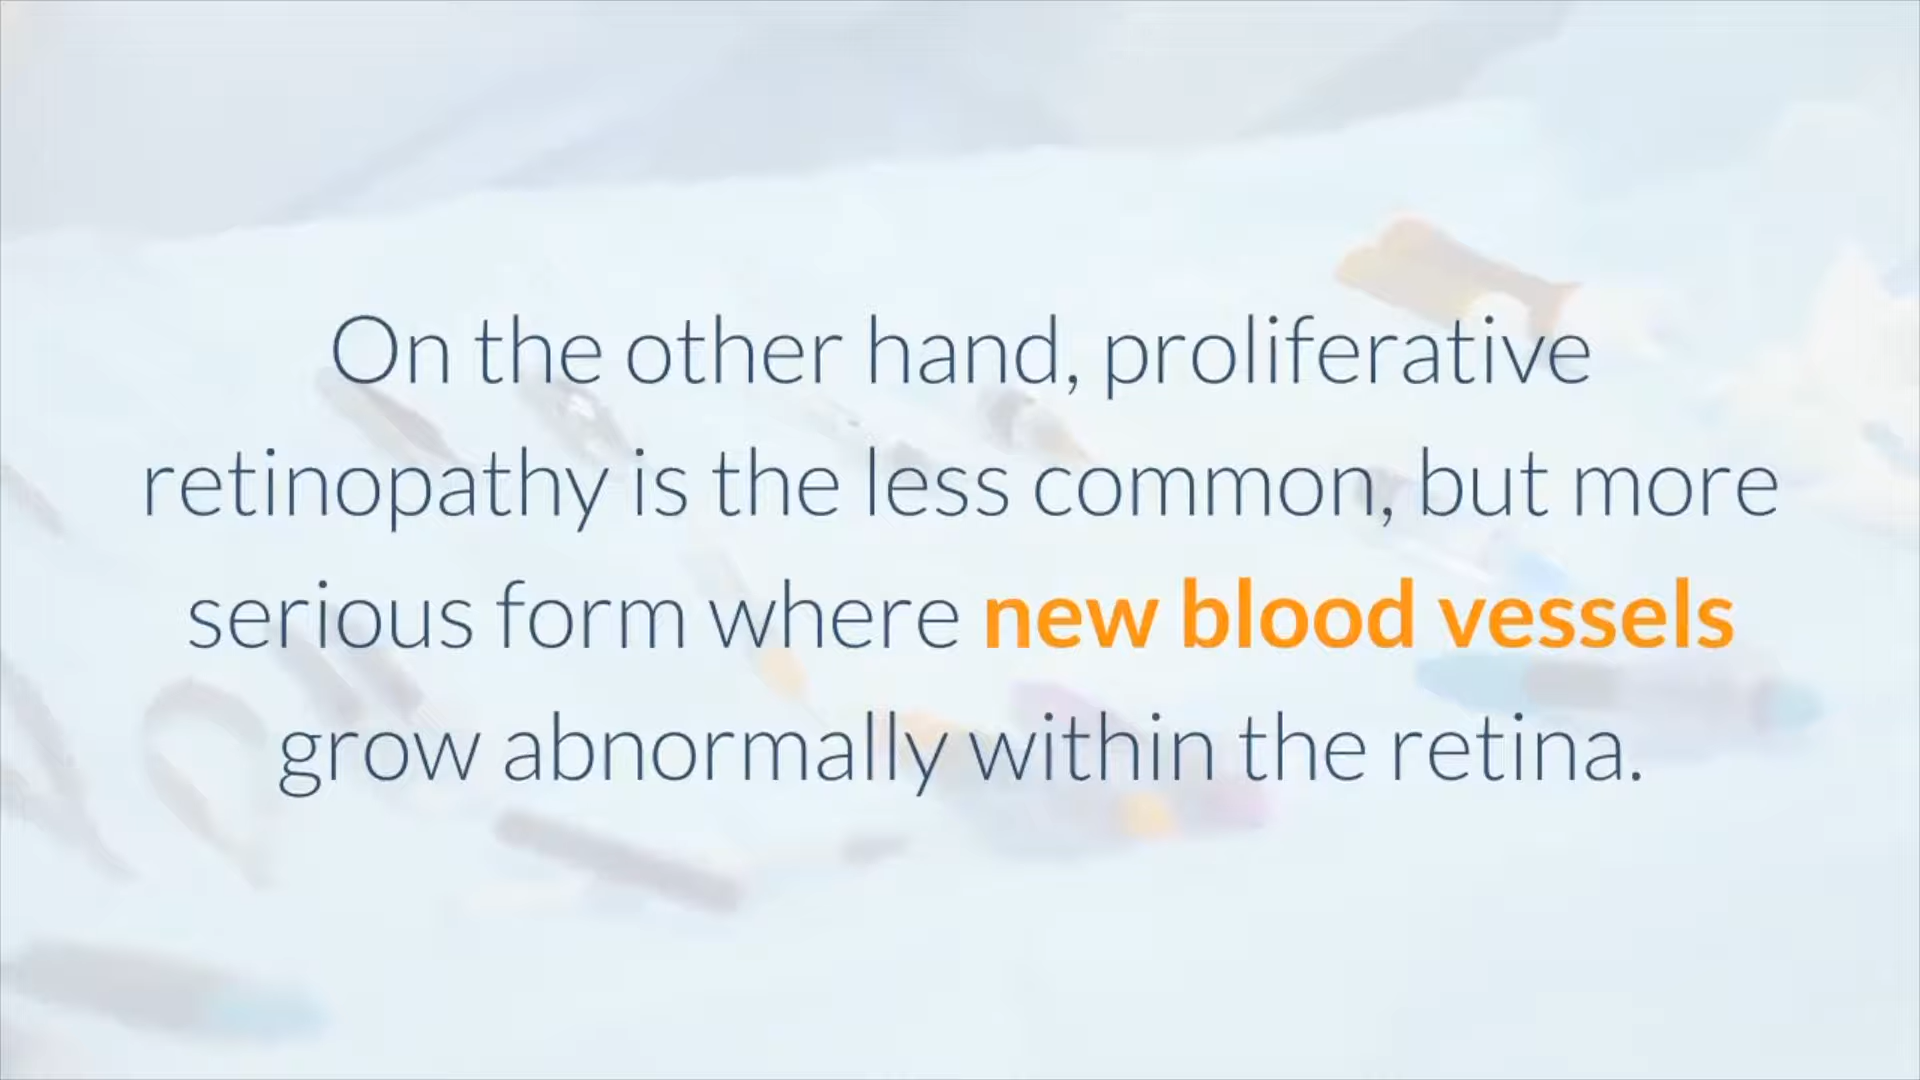 On the other hand, proliferative
retinopathy is the less common, but more
serious form where new blood vessels
grow abnormally within the retina.